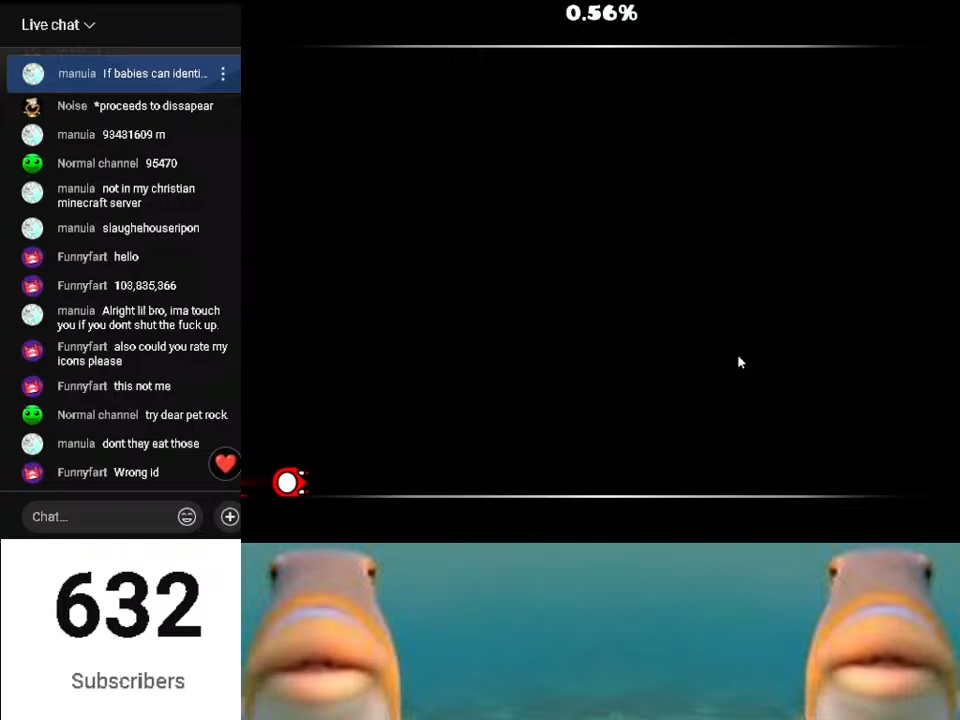 Live chat
0.56%
manula If babies can identi...
Noise *proceeds to dissapear
manula 93431609 rn
Normal channel 95470
manula not in my christian
minecraft server
manula slaughehouseripon
Funnyfart hello
Funnyfart 103,835,366
manula Alright lil bro, ima touch
you if you dont shut the fuck up.
Funnyfart also could you rate my
icons please
Funnyfart this not me
Normal channel try dear pet rock
manula dont they eat those
Funnyfart Wrong id
Chat...
632
Subscribers